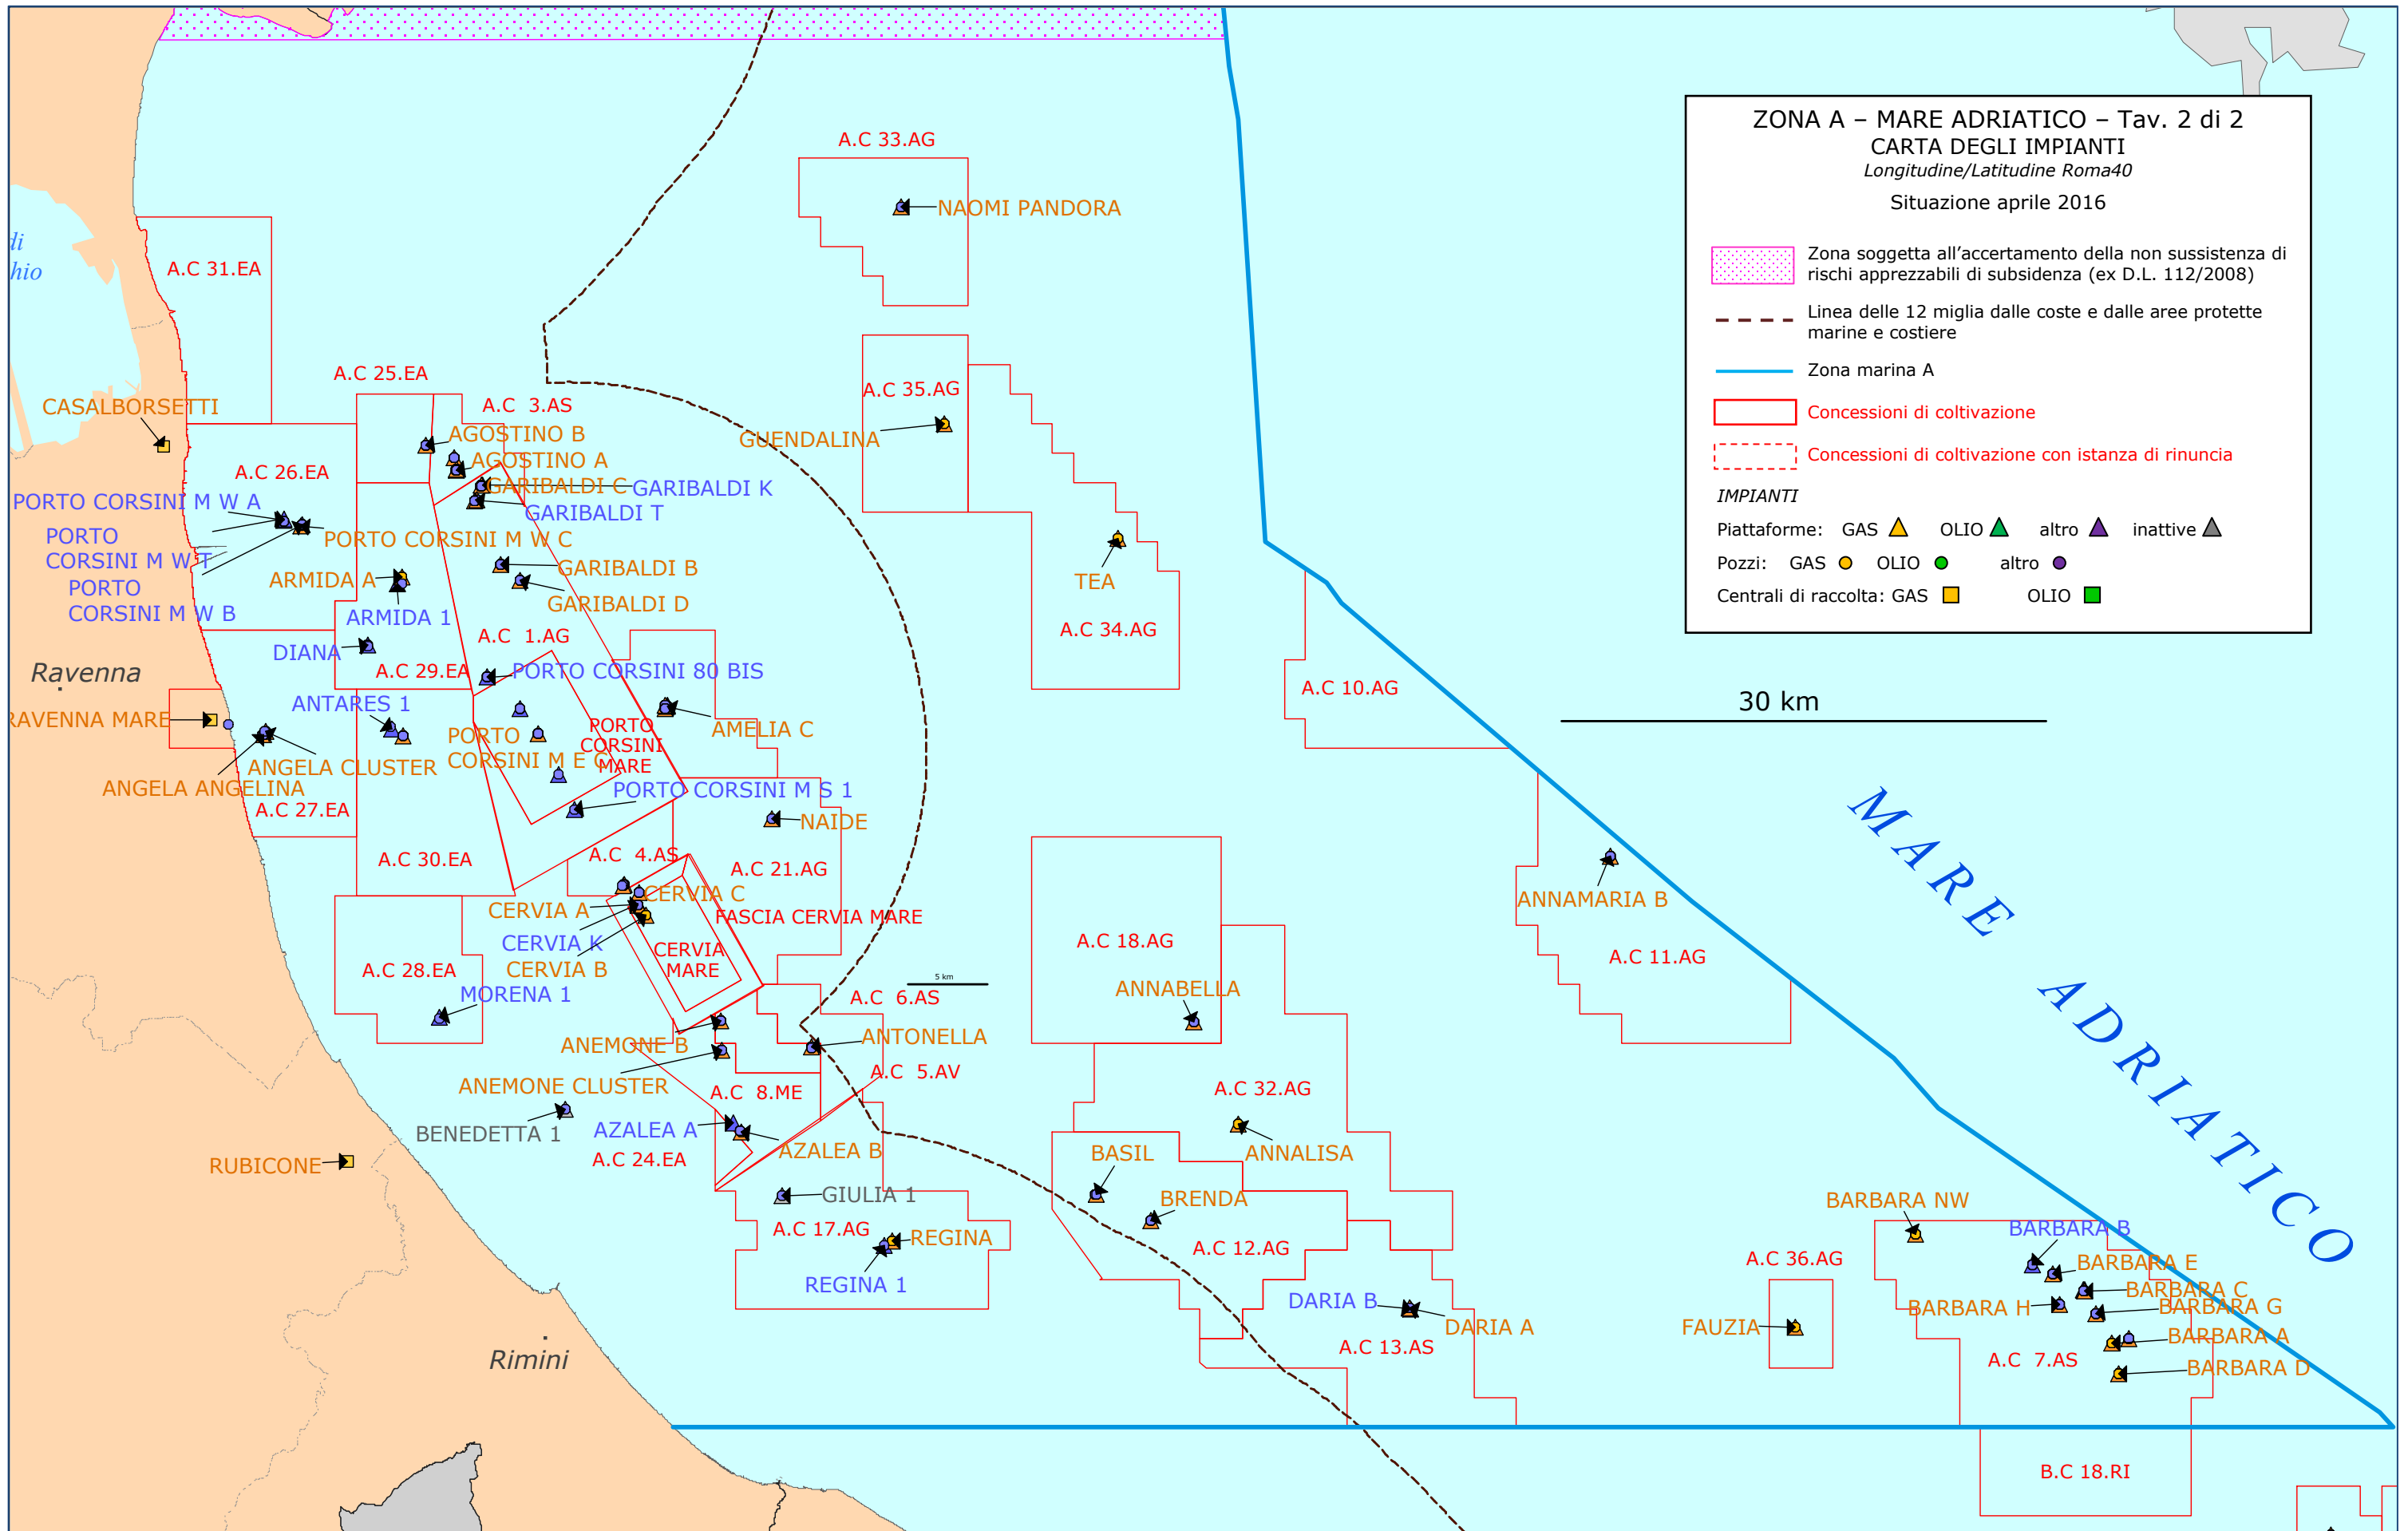 ZONA A – MARE ADRIATICO – Tav. 2 di 2
CARTA DEGLI IMPIANTI
Longitudine/Latitudine Roma40
Situazione aprile 2016
Zona soggetta all'accertamento della non sussistenza di
rischi apprezzabili di subsidenza (ex D.L. 112/2008)
Linea delle 12 miglia dalle coste e dalle aree protette
marine e costiere
Zona marina A
Concessioni di coltivazione
Concessioni di coltivazione con istanza di rinuncia
IMPIANTI
Piattaforme: GAS OLIO altro inattive
Pozzi: GAS OLIO altro
Centrali di raccolta: GAS OLIO
A.C 33.AG
NAOMI PANDORA
di
hio
A.C 31.EA
A.C 25.EA
A.C 3.AS
A.C 35.AG
CASALBORSETTI
AGOSTINO B
GUENDALINA
AGOSTINO A
A.C 26.EA
GARIBALDI C
GARIBALDI K
PORTO CORSINI M W A
GARIBALDI T
PORTO
CORSINI M W T
PORTO CORSINI M W C
PORTO
CORSINI M W B
GARIBALDI B
ARMIDA A
TEA
GARIBALDI D
ARMIDA 1
A.C 34.AG
A.C 1.AG
DIANA
A.C 29.EA
PORTO CORSINI 80 BIS
Ravenna
A.C 10.AG
30 km
ANTARES 1
RAVENNA MARE
PORTO
CORSINI
MARE
AMELIA C
PORTO
CORSINI M E C
ANGELA CLUSTER
ANGELA ANGELINA
PORTO CORSINI M S 1
A.C 27.EA
NAIDE
MARE ADRIATICO
A.C 30.EA
A.C 4.AS
A.C 21.AG
CERVIA C
ANNAMARIA B
CERVIA A
FASCIA CERVIA MARE
CERVIA K
A.C 18.AG
CERVIA
MARE
A.C 11.AG
CERVIA B
A.C 28.EA
5 km
MORENA 1
ANNABELLA
A.C 6.AS
ANEMONE B
ANTONELLA
A.C 5.AV
ANEMONE CLUSTER
A.C 8.ME
A.C 32.AG
BENEDETTA 1
AZALEA A
AZALEA B
BASIL
ANNALISA
A.C 24.EA
RUBICONE
GIULIA 1
BRENDA
BARBARA NW
A.C 17.AG
REGINA
BARBARA B
A.C 12.AG
A.C 36.AG
BARBARA E
REGINA 1
BARBARA C
DARIA B
BARBARA H
BARBARA G
DARIA A
FAUZIA
BARBARA A
A.C 13.AS
Rimini
A.C 7.AS
BARBARA D
B.C 18.RI